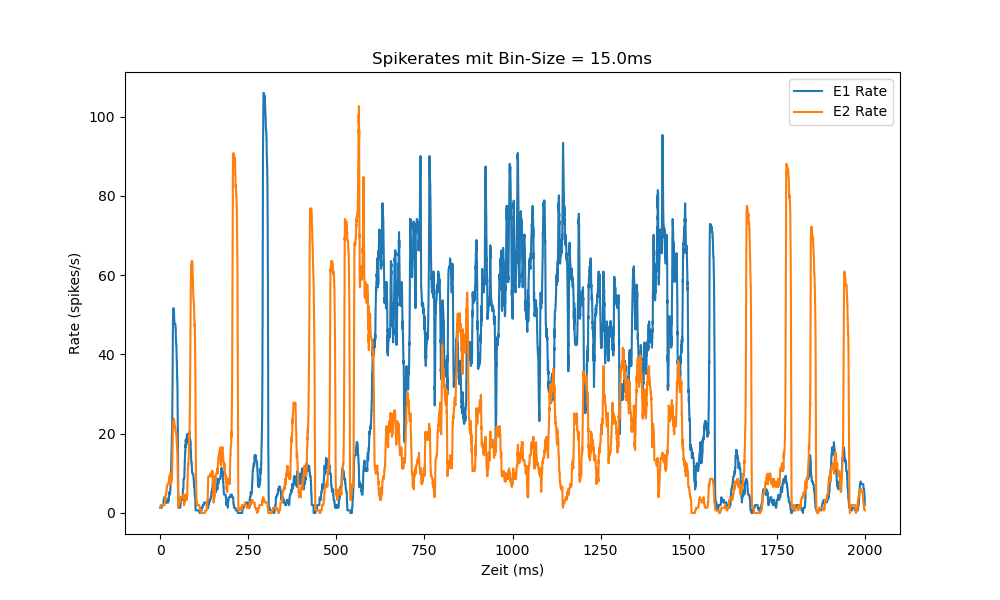 Spikerates mit Bin-Size = 15.0ms
E1 Rate
E2 Rate
100
80
60
40
20
0
Rate (spikes/s)
0 250 500 750 1000 1250 1500 1750 2000
Zeit (ms)